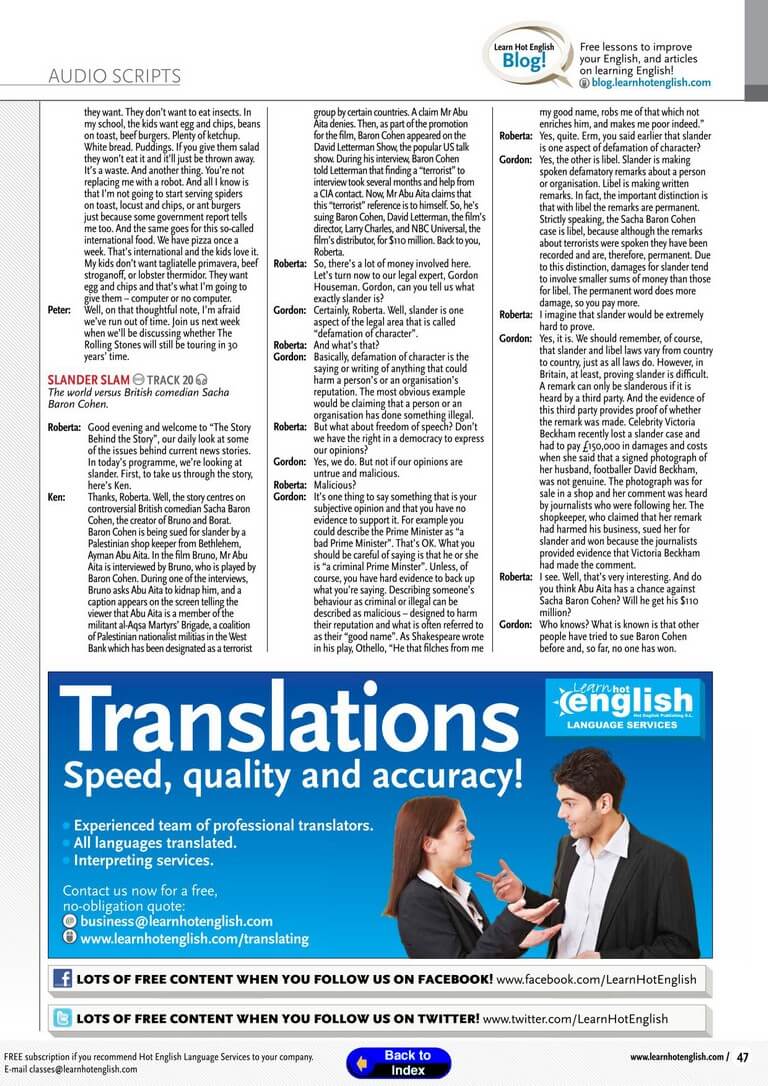 AUDIO SCRIPTS
Learn Hot English
Blog!
Free lessons to improve
your English, and articles
on learning English!
blog.learnhotenglish.com
they want. They don't want to eat insects. In
my school, the kids want egg and chips, beans
on toast, beef burgers. Plenty of ketchup.
White bread. Puddings. If you give them salad
they won't eat it and it'll just be thrown away.
It's a waste. And another thing. You're not
replacing me with a robot. And all I know is
that I'm not going to start serving spiders
on toast, locust and chips, or ant burgers
just because some government report tells
me too. And the same goes for this so-called
international food. We have pizza once a
week. That's international and the kids love it.
My kids don't want tagliatelle primavera, beef
stroganoff, or lobster thermidor. They want
egg and chips and that's what I'm going to
give them – computer or no computer.
Peter: Well, on that thoughtful note, I'm afraid
we've run out of time. Join us next week
when we'll be discussing whether The
Rolling Stones will still be touring in 30
years' time.
SLANDER SLAM TRACK 20
The world versus British comedian Sacha
Baron Cohen.
Roberta: Good evening and welcome to "The Story
Behind the Story", our daily look at some
of the issues behind current news stories.
In today's programme, we're looking at
slander. First, to take us through the story,
here's Ken.
Ken: Thanks, Roberta. Well, the story centres on
controversial British comedian Sacha Baron
Cohen, the creator of Bruno and Borat.
Baron Cohen is being sued for slander by a
Palestinian shop keeper from Bethlehem,
Ayman Abu Aita. In the film Bruno, Mr Abu
Aita is interviewed by Bruno, who is played by
Baron Cohen. During one of the interviews,
Bruno asks Abu Aita to kidnap him, and a
caption appears on the screen telling the
viewer that Abu Aita is a member of the
militant al-Aqsa Martyrs' Brigade, a coalition
of Palestinian nationalist militias in the West
Bank which has been designated as a terrorist
group by certain countries. A claim Mr Abu
Aita denies. Then, as part of the promotion
for the film, Baron Cohen appeared on the
David Letterman Show, the popular US talk
show. During his interview, Baron Cohen
told Letterman that finding a "terrorist" to
interview took several months and help from
a CIA contact. Now, Mr Abu Aita claims that
this "terrorist" reference is to himself. So, he's
suing Baron Cohen, David Letterman, the film's
director, Larry Charles, and NBC Universal, the
film's distributor, for $110 million. Back to you,
Roberta.
Roberta: So, there's a lot of money involved here.
Let's turn now to our legal expert, Gordon
Houseman. Gordon, can you tell us what
exactly slander is?
Gordon: Certainly, Roberta. Well, slander is one
aspect of the legal area that is called
"defamation of character".
Roberta: And what's that?
Gordon: Basically, defamation of character is the
saying or writing of anything that could
harm a person's or an organisation's
reputation. The most obvious example
would be claiming that a person or an
organisation has done something illegal.
Roberta: But what about freedom of speech? Don't
we have the right in a democracy to express
our opinions?
Gordon: Yes, we do. But not if our opinions are
untrue and malicious.
Roberta: Malicious?
Gordon: It's one thing to say something that is your
subjective opinion and that you have no
evidence to support it. For example you
could describe the Prime Minister as "a
bad Prime Minister". That's OK. What you
should be careful of saying is that he or she
is "a criminal Prime Minster". Unless, of
course, you have hard evidence to back up
what you're saying. Describing someone's
behaviour as criminal or illegal can be
described as malicious – designed to harm
their reputation and what is often referred to
as their "good name". As Shakespeare wrote
in his play, Othello, "He that filches from me
my good name, robs me of that which not
enriches him, and makes me poor indeed."
Roberta: Yes, quite. Erm, you said earlier that slander
is one aspect of defamation of character?
Gordon: Yes, the other is libel. Slander is making
spoken defamatory remarks about a person
or organisation. Libel is making written
remarks. In fact, the important distinction is
that with libel the remarks are permanent.
Strictly speaking, the Sacha Baron Cohen
case is libel, because although the remarks
about terrorists were spoken they have been
recorded and are, therefore, permanent. Due
to this distinction, damages for slander tend
to involve smaller sums of money than those
for libel. The permanent word does more
damage, so you pay more.
Roberta: I imagine that slander would be extremely
hard to prove.
Gordon: Yes, it is. We should remember, of course,
that slander and libel laws vary from country
to country, just as all laws do. However, in
Britain, at least, proving slander is difficult.
A remark can only be slanderous if it is
heard by a third party. And the evidence of
this third party provides proof of whether
the remark was made. Celebrity Victoria
Beckham recently lost a slander case and
had to pay £150,000 in damages and costs
when she said that a signed photograph of
her husband, footballer David Beckham,
was not genuine. The photograph was for
sale in a shop and her comment was heard
by journalists who were following her. The
shopkeeper, who claimed that her remark
had harmed his business, sued her for
slander and won because the journalists
provided evidence that Victoria Beckham
had made the comment.
Roberta: I see. Well, that's very interesting. And do
you think Abu Aita has a chance against
Sacha Baron Cohen? Will he get his $110
million?
Gordon: Who knows? What is known is that other
people have tried to sue Baron Cohen
before and, so far, no one has won.
Translations
Speed, quality and accuracy!
Learn hot
english
Hot English Publishing S.L.
LANGUAGE SERVICES
Experienced team of professional translators.
All languages translated.
Interpreting services.
Contact us now for a free,
no-obligation quote:
business@learnhotenglish.com
www.learnhotenglish.com/translating
LOTS OF FREE CONTENT WHEN YOU FOLLOW US ON FACEBOOK! www.facebook.com/LearnHotEnglish
LOTS OF FREE CONTENT WHEN YOU FOLLOW US ON TWITTER! www.twitter.com/LearnHotEnglish
FREE subscription if you recommend Hot English Language Services to your company.
E-mail classes@learnhotenglish.com
Back to
Index
www.learnhotenglish.com / 47